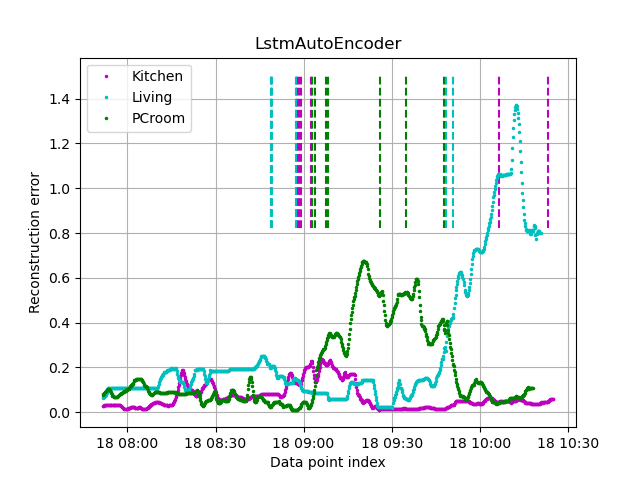 LstmAutoEncoder
Kitchen
Living
PCroom
Reconstruction error
1.4
1.2
1.0
0.8
0.6
0.4
0.2
0.0
18 08:00 18 08:30 18 09:00 18 09:30 18 10:00 18 10:30
Data point index